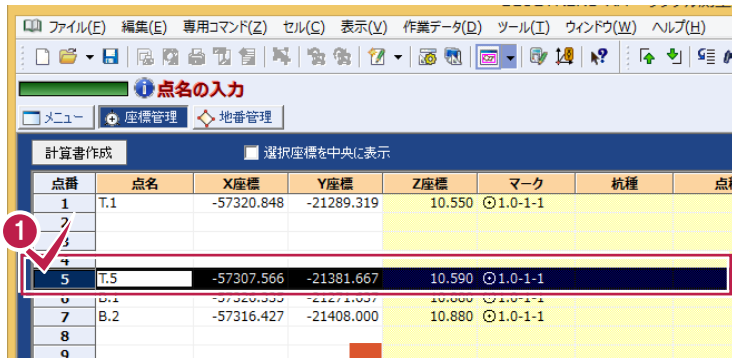 ファイル(F) 編集(E) 専用コマンド(Z) セル(C) 表示(V) 作業データ(D) ツール(T) ウィンドウ(W) ヘルプ(H)
点名の入力
メニュー 座標管理 地番管理
計算書作成 選択座標を中央に表示
点番 点名 X座標 Y座標 Z座標 マーク 杭種
1 T.1 -57320.848 -21289.319 10.550 1.0-1-1
2
3
1
4
5 T.5 -57307.566 -21381.667 10.590 1.0-1-1
6 B.1 1.0-1-1
7 B.2 -57316.427 -21408.000 10.880 1.0-1-1
8
9